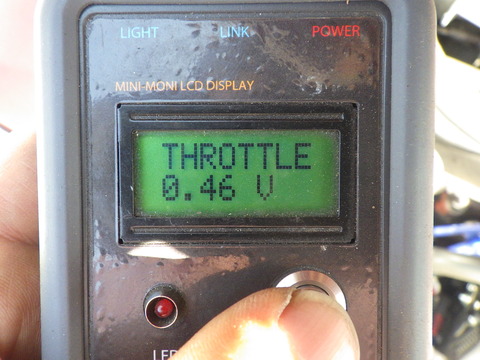 LIGHT LINK POWER
MINI-MONI LCD DISPLAY
THROTTLE
0.46 V